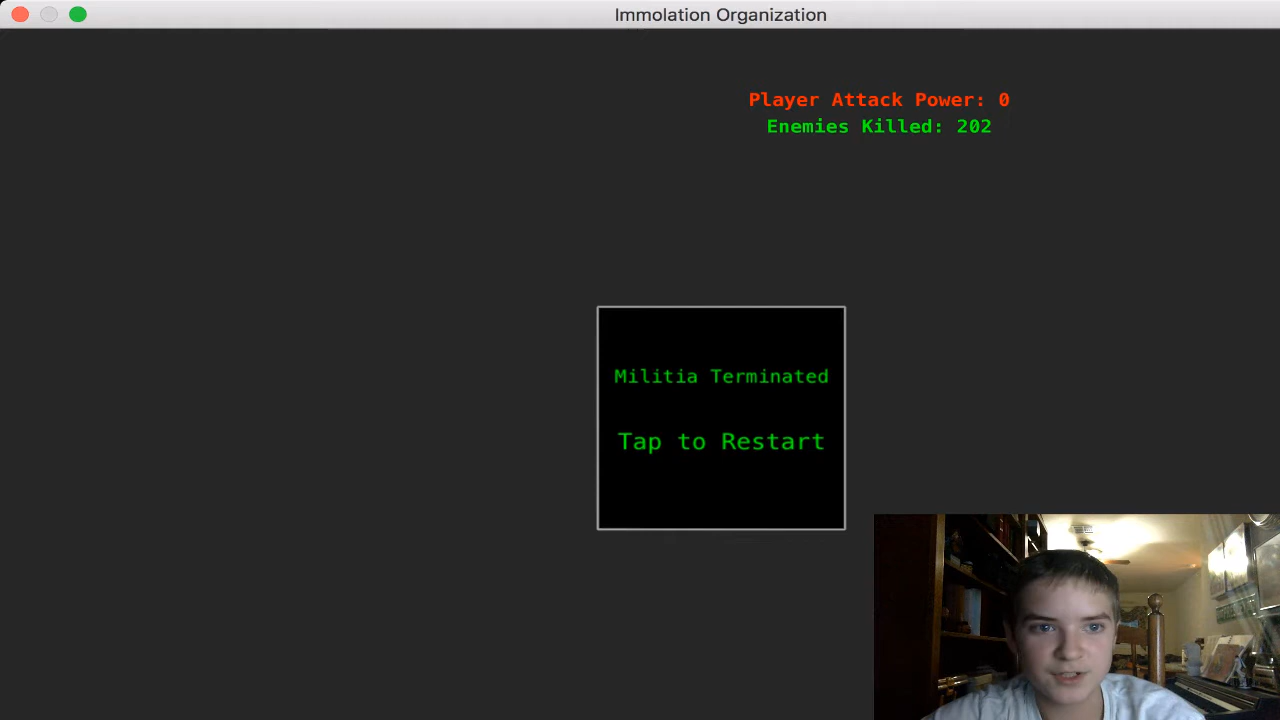 Immolation Organization
Player Attack Power: 0
Enemies Killed: 202
Militia Terminated
Tap to Restart